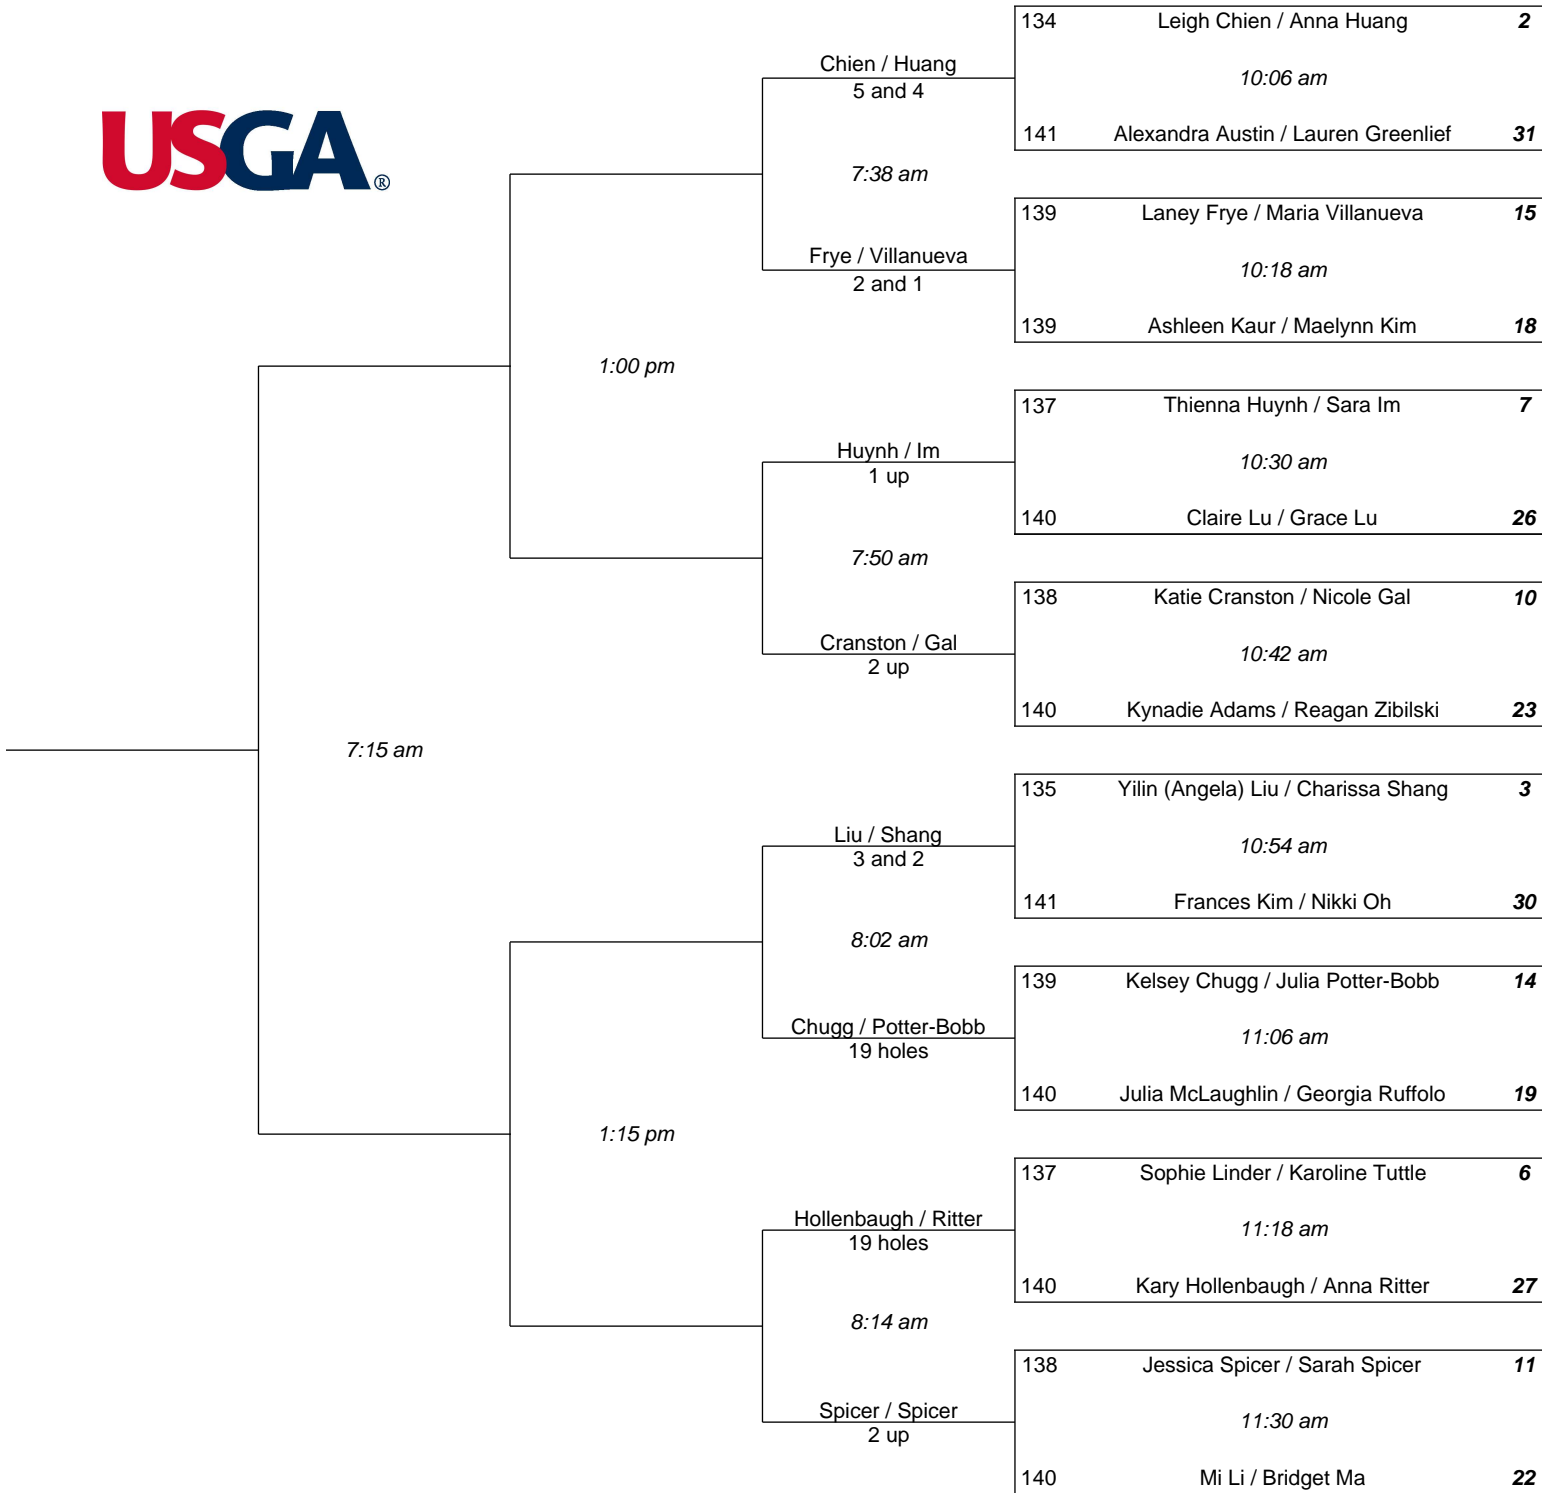 134 Leigh Chien / Anna Huang 2
Chien / Huang
5 and 4
10:06 am
USGA®
141 Alexandra Austin / Lauren Greenlief 31
7:38 am
139 Laney Frye / Maria Villanueva 15
Frye / Villanueva
2 and 1
10:18 am
139 Ashleen Kaur / Maelynn Kim 18
1:00 pm
137 Thienna Huynh / Sara Im 7
Huynh / Im
1 up
10:30 am
140 Claire Lu / Grace Lu 26
7:50 am
138 Katie Cranston / Nicole Gal 10
Cranston / Gal
2 up
10:42 am
140 Kynadie Adams / Reagan Zibilski 23
7:15 am
135 Yilin (Angela) Liu / Charissa Shang 3
Liu / Shang
3 and 2
10:54 am
141 Frances Kim / Nikki Oh 30
8:02 am
139 Kelsey Chugg / Julia Potter-Bobb 14
Chugg / Potter-Bobb
19 holes
11:06 am
140 Julia McLaughlin / Georgia Ruffolo 19
1:15 pm
137 Sophie Linder / Karoline Tuttle 6
Hollenbaugh / Ritter
19 holes
11:18 am
140 Kary Hollenbaugh / Anna Ritter 27
8:14 am
138 Jessica Spicer / Sarah Spicer 11
Spicer / Spicer
2 up
11:30 am
140 Mi Li / Bridget Ma 22